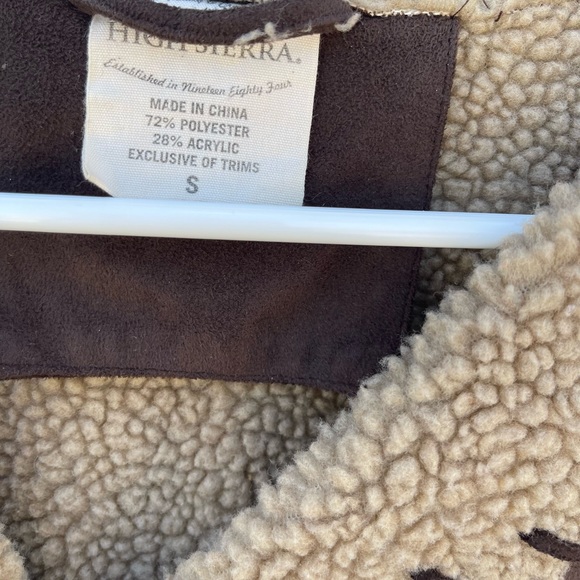 HIGH SIERRA®
Established in Nineteen Eighty Four
MADE IN CHINA
72% POLYESTER
28% ACRYLIC
EXCLUSIVE OF TRIMS
S